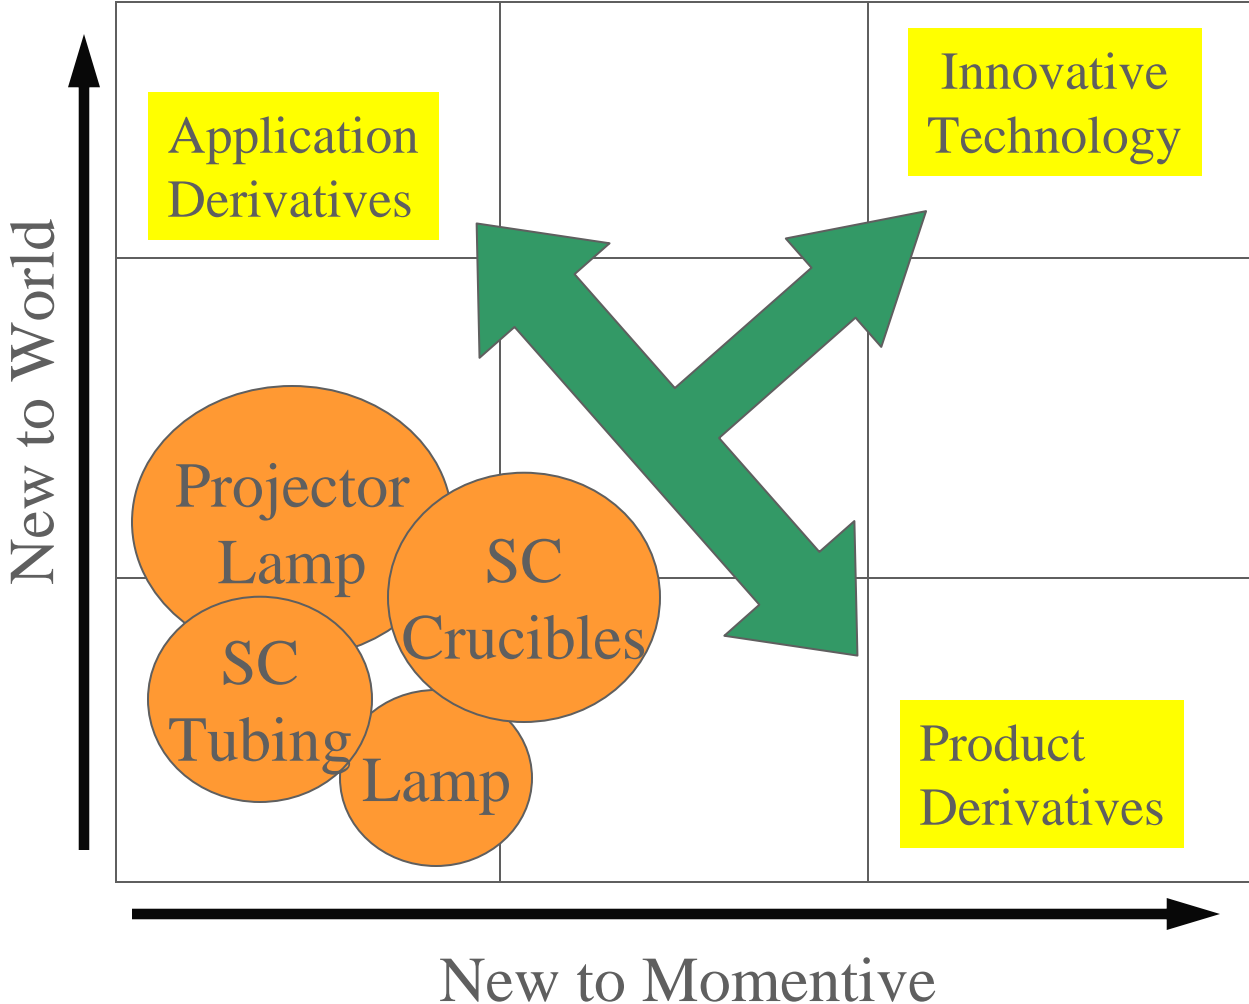 Innovative
Technology
Application
Derivatives
New to World
Projector
Lamp
SC
Crucibles
SC
Tubing
Lamp
Product
Derivatives
New to Momentive